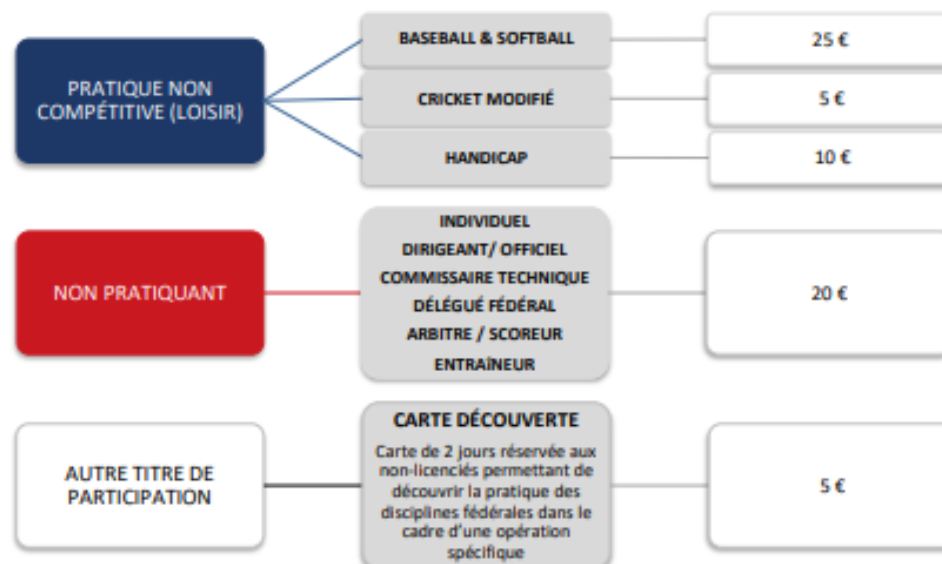 PRATIQUE NON
COMPÉTITIVE (LOISIR)
BASEBALL & SOFTBALL
25 €
CRICKET MODIFIÉ
5 €
HANDICAP
10 €
NON PRATIQUANT
INDIVIDUEL
DIRIGEANT/ OFFICIEL
COMMISSAIRE TECHNIQUE
DÉLÉGUÉ FÉDÉRAL
ARBITRE / SCOREUR
ENTRAÎNEUR
20 €
AUTRE TITRE DE
PARTICIPATION
CARTE DÉCOUVERTE
Carte de 2 jours réservée aux
non-licenciés permettant de
découvrir la pratique des
disciplines fédérales dans le
cadre d'une opération
spécifique
5 €